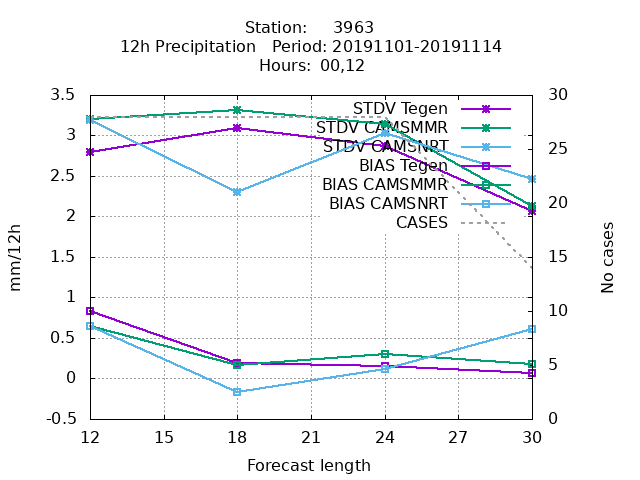 Station: 3963
12h Precipitation Period: 20191101-20191114
Hours: 00,12
3.5
3
2.5
2
1.5
1
0.5
0
-0.5
mm/12h
STDV Tegen
STDV CAMSMMR
STDV CAMSNRT
BIAS Tegen
BIAS CAMSMMR
BIAS CAMSNRT
CASES
30
25
20
15
10
5
0
No cases
12 15 18 21 24 27 30
Forecast length